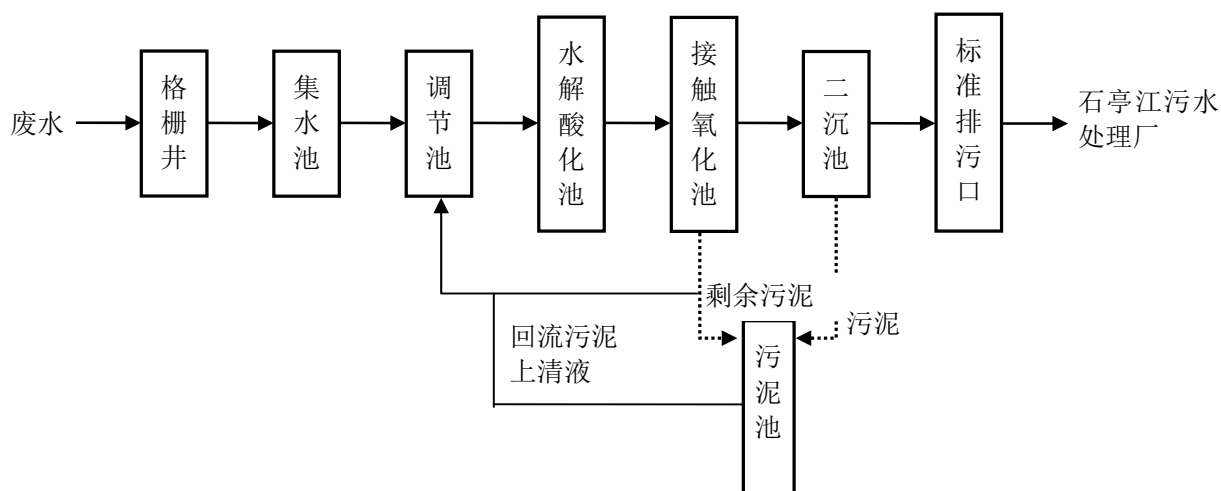 废水
格栅井
集水池
调节池
水解酸化池
接触氧化池
二沉池
标准排污口
石亭江污水
处理厂
剩余污泥
污泥
回流污泥
上清液
污泥池